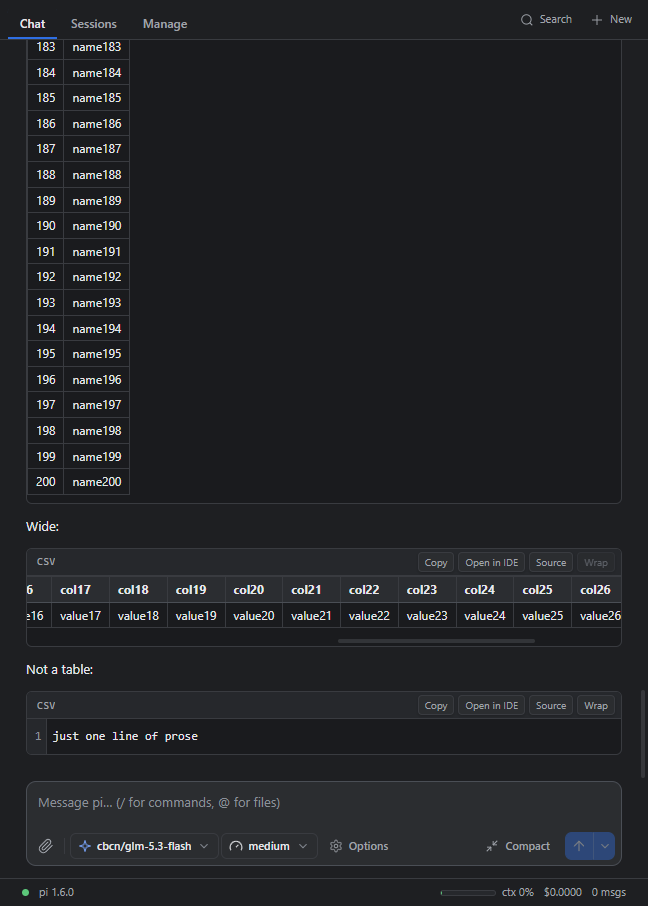 Chat Sessions Manage Search New
183 name183
184 name184
185 name185
186 name186
187 name187
188 name188
189 name189
190 name190
191 name191
192 name192
193 name193
194 name194
195 name195
196 name196
197 name197
198 name198
199 name199
200 name200
Wide:
CSV Copy Open in IDE Source Wrap
6 col17 col18 col19 col20 col21 col22 col23 col24 col25 col26
e16 value17 value18 value19 value20 value21 value22 value23 value24 value25 value26
Not a table:
CSV Copy Open in IDE Source Wrap
1 just one line of prose
Message pi... (/ for commands, @ for files)
cbcn/glm-5.3-flash medium Options Compact
pi 1.6.0 ctx 0% $0.0000 0 msgs